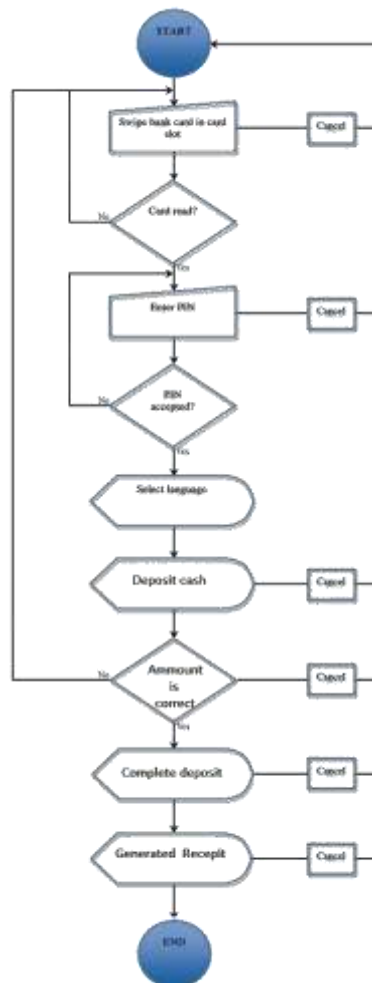 START
Swipe bank card in card
slot
Cancel
Card read?
No
Yes
Enter PIN
Cancel
PIN
accepted?
No
Yes
Select language
Deposit cash
Cancel
Ammount
is
correct
No
Cancel
Yes
Complete deposit
Cancel
Generated Recepit
Cancel
END